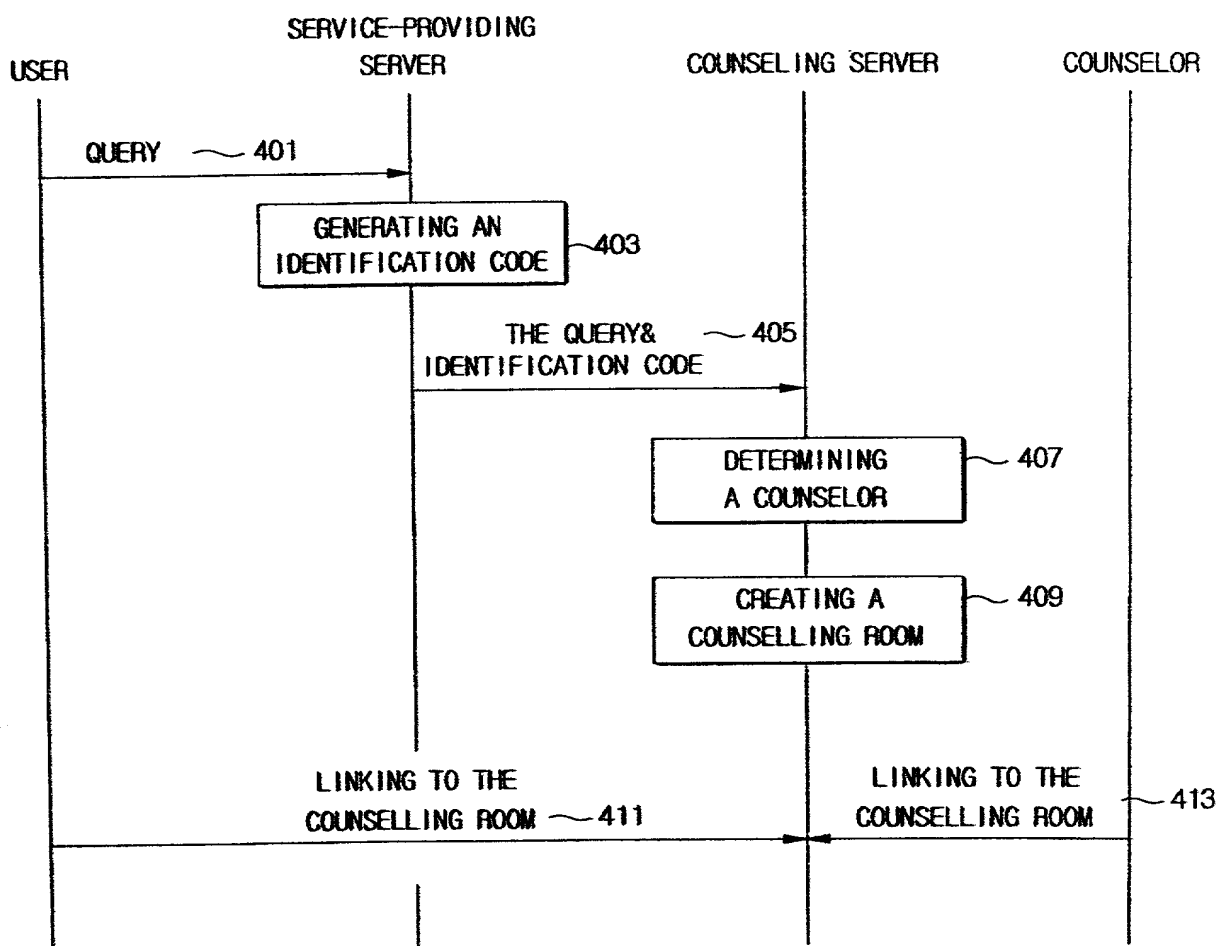 USER
SERVICE-PROVIDING
SERVER
COUNSELING SERVER
COUNSELOR
QUERY 401
GENERATING AN
IDENTIFICATION CODE
403
THE QUERY&
IDENTIFICATION CODE
405
DETERMINING
A COUNSELOR
407
CREATING A
COUNSELLING ROOM
409
LINKING TO THE
COUNSELLING ROOM 411
LINKING TO THE
COUNSELLING ROOM
413